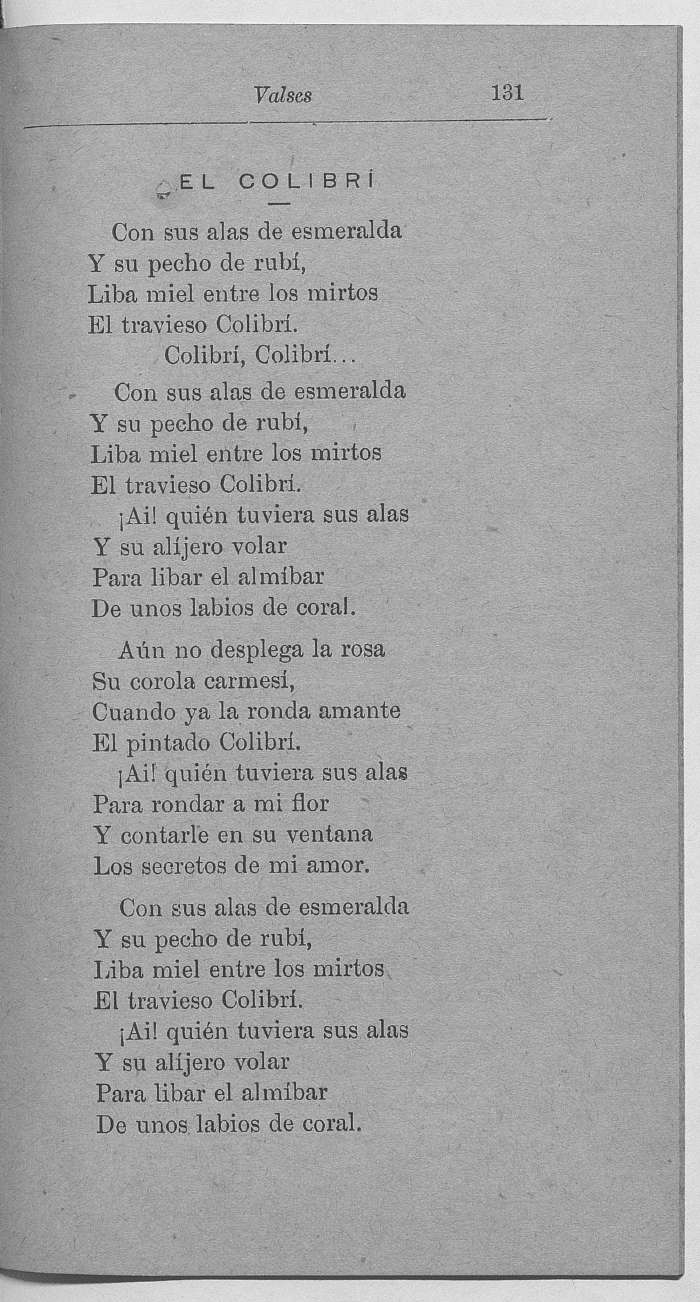 Valses 131
EL COLIBRÍ
Con sus alas de esmeralda
Y su pecho de rubí,
Liba miel entre los mirtos
El travieso Colibrí.
Colibrí, Colibrí...
Con sus alas de esmeralda
Y su pecho de rubí,
Liba miel entre los mirtos
El travieso Colibrí.
¡Ai! quién tuviera sus alas
Y su alíjero volar
Para libar el almíbar
De unos labios de coral.
Aún no desplega la rosa
Su corola carmesí,
Cuando ya la ronda amante
El pintado Colibrí.
¡Ai! quién tuviera sus alas
Para rondar a mi flor
Y contarle en su ventana
Los secretos de mi amor.
Con sus alas de esmeralda
Y su pecho de rubí,
Liba miel entre los mirtos
El travieso Colibrí.
¡Ai! quién tuviera sus alas
Y su alíjero volar
Para libar el almíbar
De unos labios de coral.